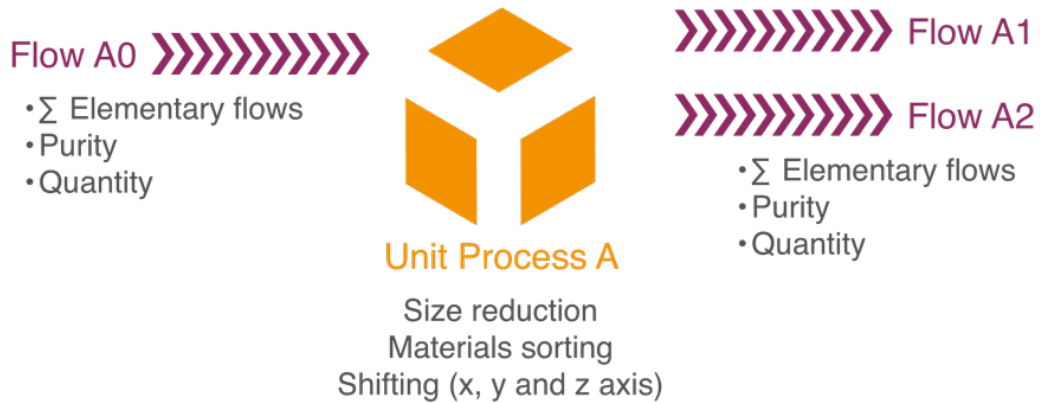 Flow A0
• ∑ Elementary flows
• Purity
• Quantity
Unit Process A
Size reduction
Materials sorting
Shifting (x, y and z axis)
Flow A1
Flow A2
• ∑ Elementary flows
• Purity
• Quantity